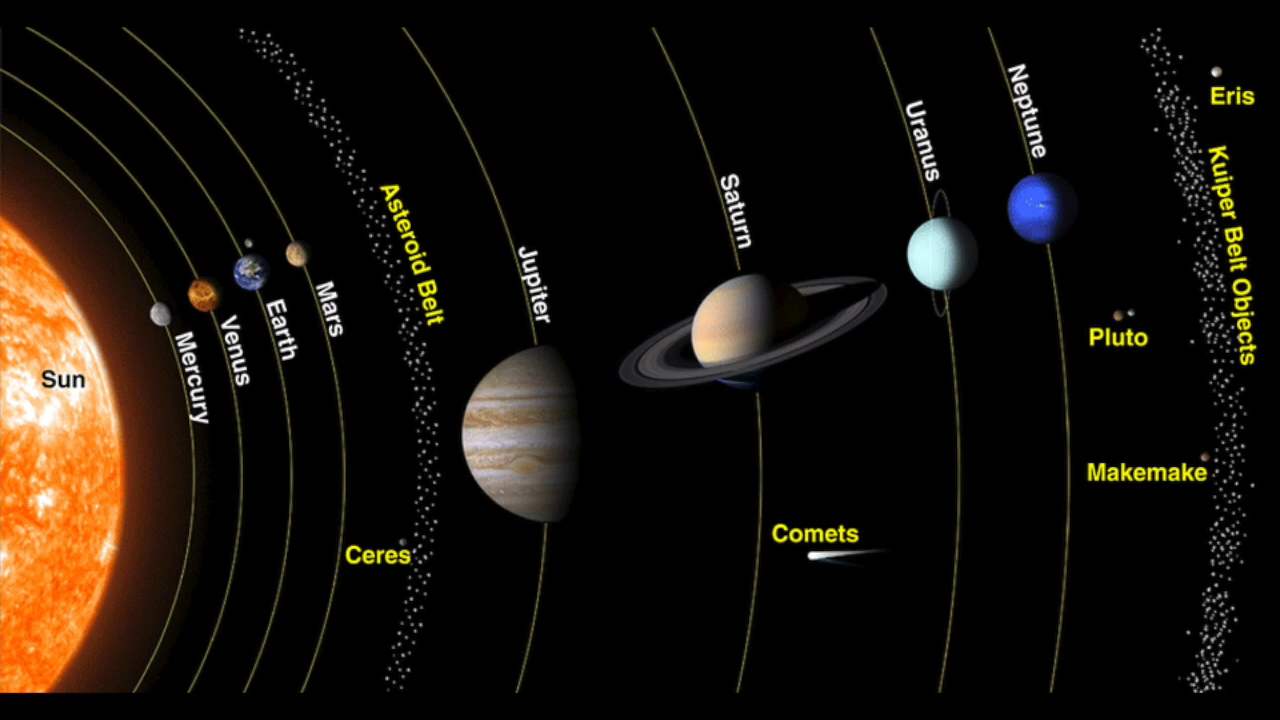 Sun
Mercury
Venus
Earth
Mars
Asteroid Belt
Ceres
Jupiter
Saturn
Comets
Uranus
Neptune
Pluto
Makemake
Eris
Kuiper Belt Objects